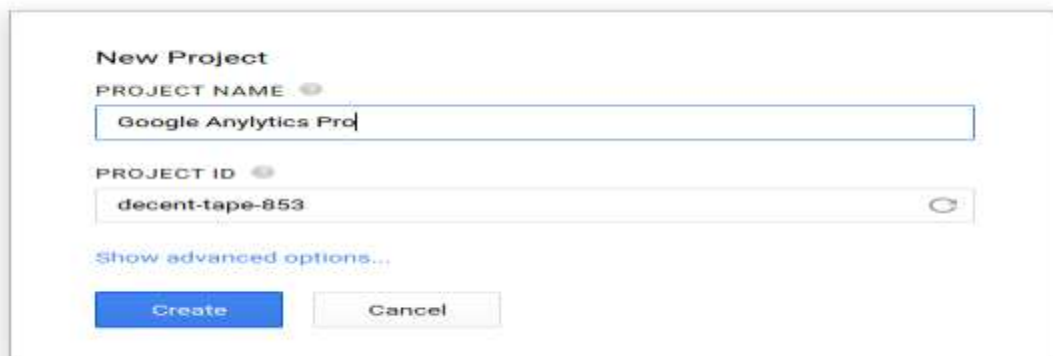 New Project
PROJECT NAME
Google Anylytics Pro
PROJECT ID
decent-tape-853
Show advanced options...
Create
Cancel